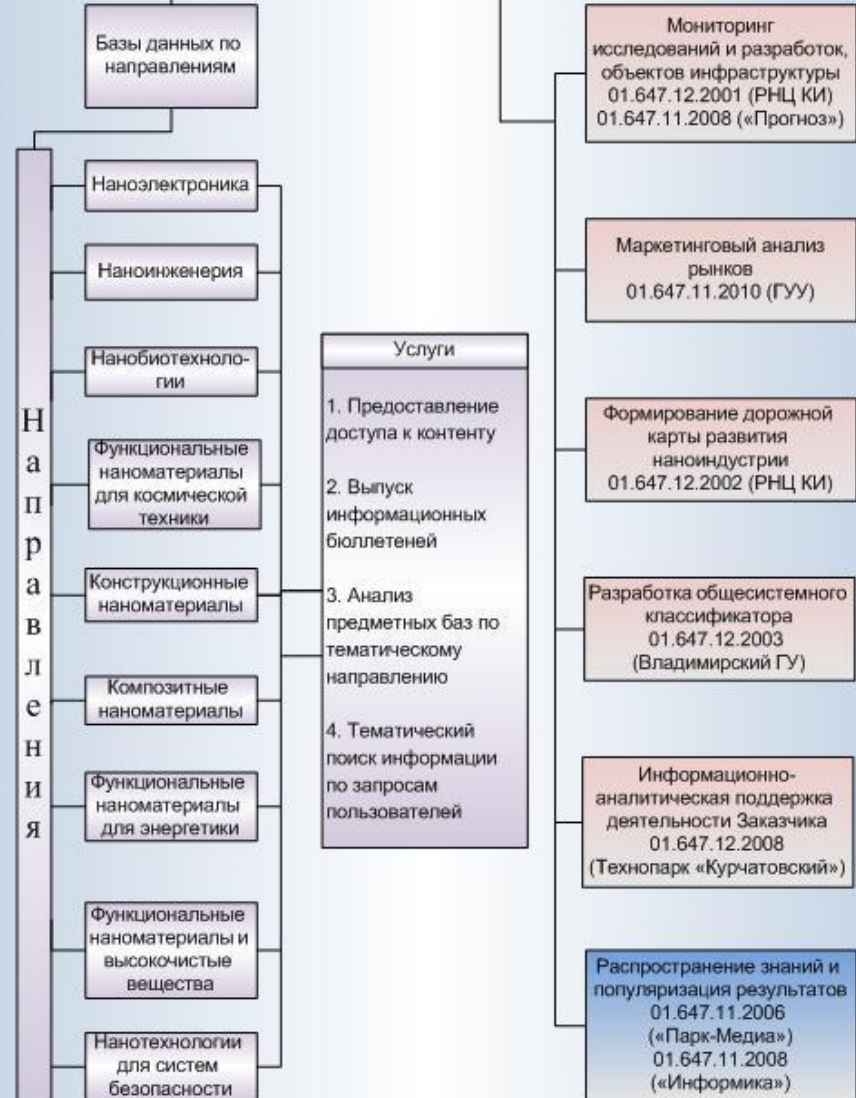 Базы данных по
направлениям
Направления
Наноэлектроника
Наноинженерия
Нанобиотехноло-
гии
Функциональные
наноматериалы
для космической
техники
Конструкционные
наноматериалы
Композитные
наноматериалы
Функциональные
наноматериалы
для энергетики
Функциональные
наноматериалы и
высокочистые
вещества
Нанотехнологии
для систем
безопасности
Услуги
1. Предоставление
доступа к контенту
2. Выпуск
информационных
бюллетеней
3. Анализ
предметных баз по
тематическому
направлению
4. Тематический
поиск информации
по запросам
пользователей
Мониторинг
исследований и разработок,
объектов инфраструктуры
01.647.12.2001 (РНЦ КИ)
01.647.11.2008 («Прогноз»)
Маркетинговый анализ
рынков
01.647.11.2010 (ГУУ)
Формирование дорожной
карты развития
наноиндустрии
01.647.12.2002 (РНЦ КИ)
Разработка общесистемного
классификатора
01.647.12.2003
(Владимирский ГУ)
Информационно-
аналитическая поддержка
деятельности Заказчика
01.647.12.2008
(Технопарк «Курчатовский»)
Распространение знаний и
популяризация результатов
01.647.11.2006
(«Парк-Медиа»)
01.647.11.2008
(«Информика»)